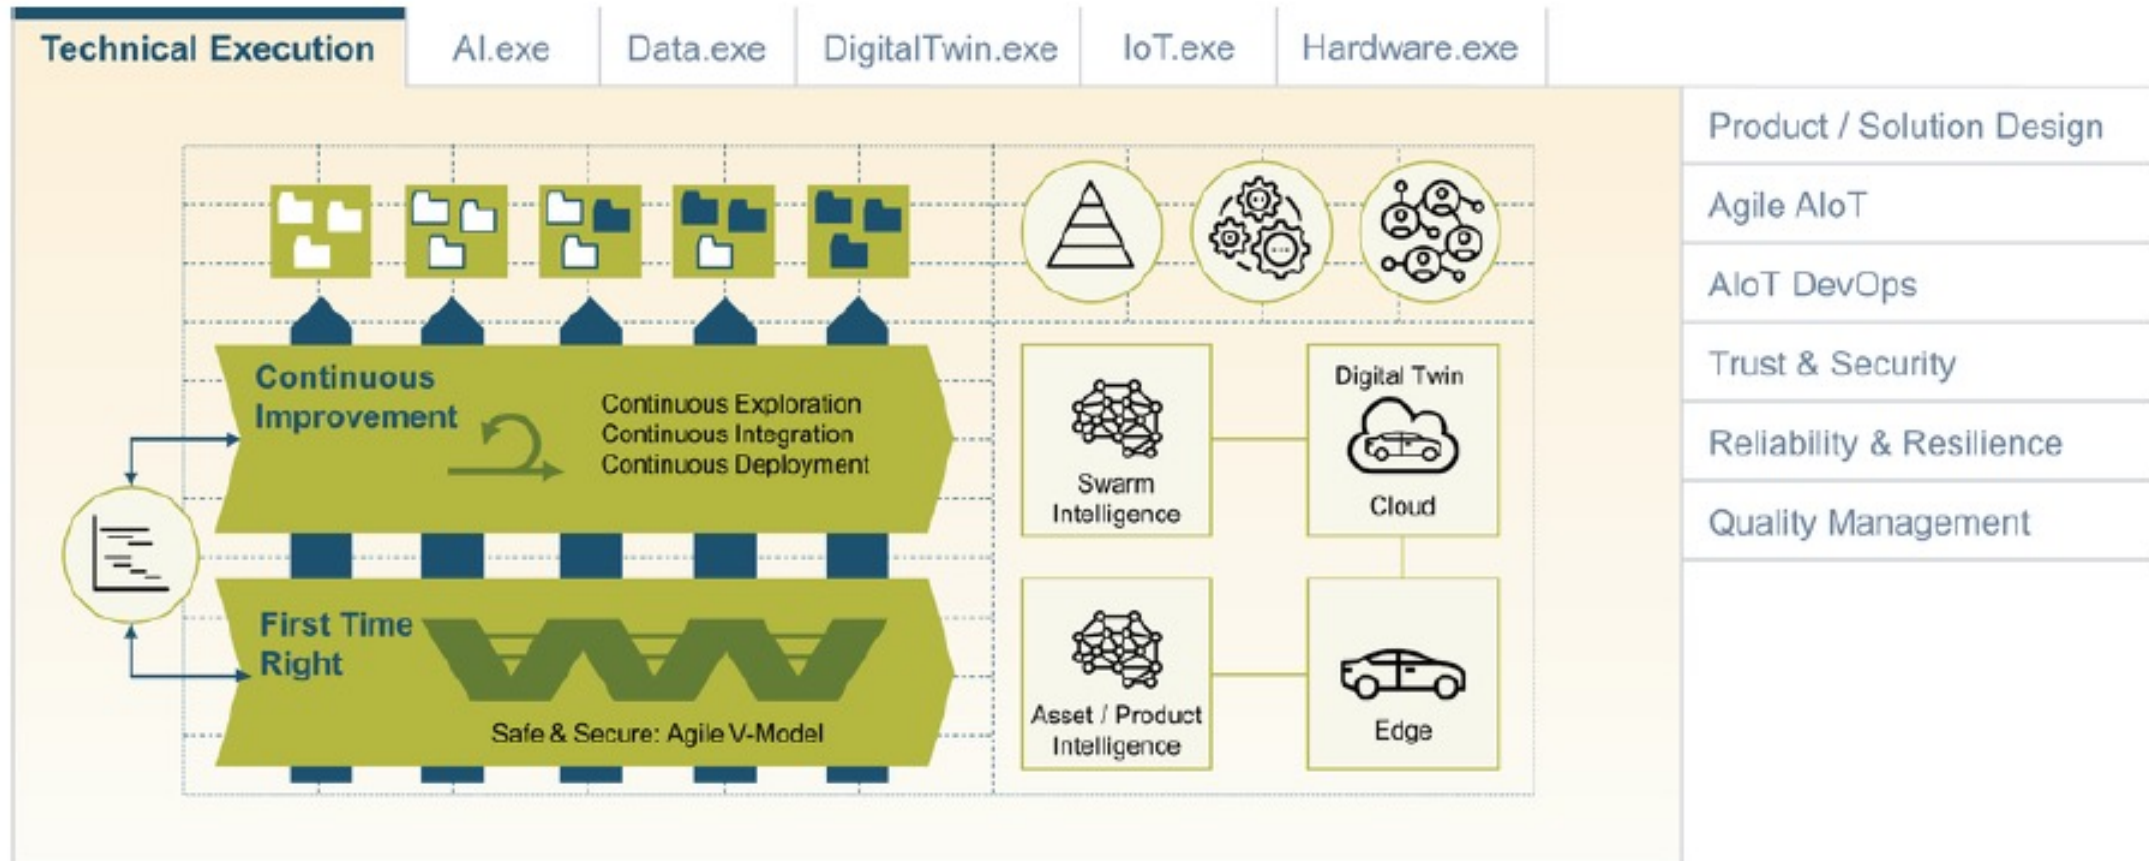 Technical Execution
AI.exe
Data.exe
DigitalTwin.exe
IoT.exe
Hardware.exe
Product / Solution Design
Agile AIoT
AIoT DevOps
Trust & Security
Reliability & Resilience
Quality Management
Continuous
Improvement
Continuous Exploration
Continuous Integration
Continuous Deployment
First Time
Right
Safe & Secure: Agile V-Model
Swarm
Intelligence
Digital Twin
Cloud
Asset / Product
Intelligence
Edge